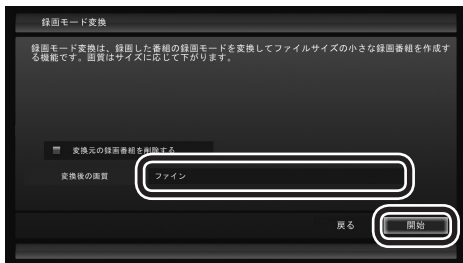 録画モード変換
録画モード変換は、録画した番組の録画モードを変換してファイルサイズの小さな録画番組を作成す
る機能です。画質はサイズに応じて下がります。
変換元の録画番組を削除する
変換後の画質 ファイン
戻る 開始